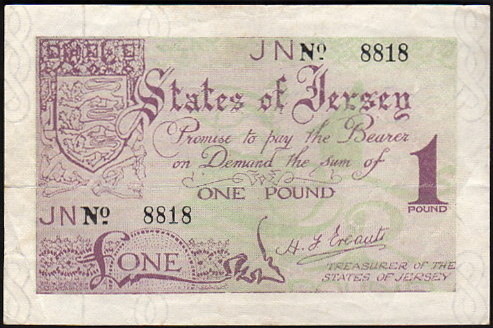 JN Nº 8818
States of Jersey
Promise to pay the Bearer
on Demand the sum of
ONE POUND
1
POUND
JN Nº 8818
£ONE
H. F. Ereaut
TREASURER OF THE
STATES OF JERSEY